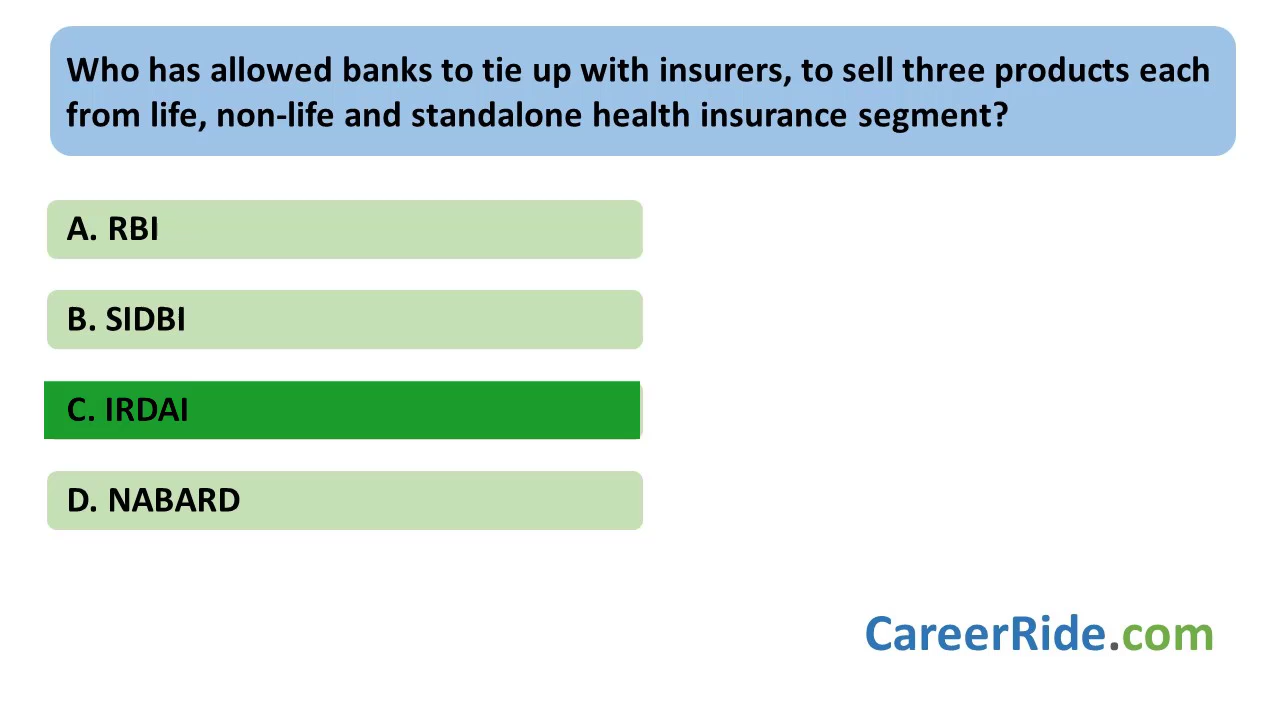 Who has allowed banks to tie up with insurers, to sell three products each
from life, non-life and standalone health insurance segment?
A. RBI
B. SIDBI
C. IRDAI
D. NABARD
CareerRide.com